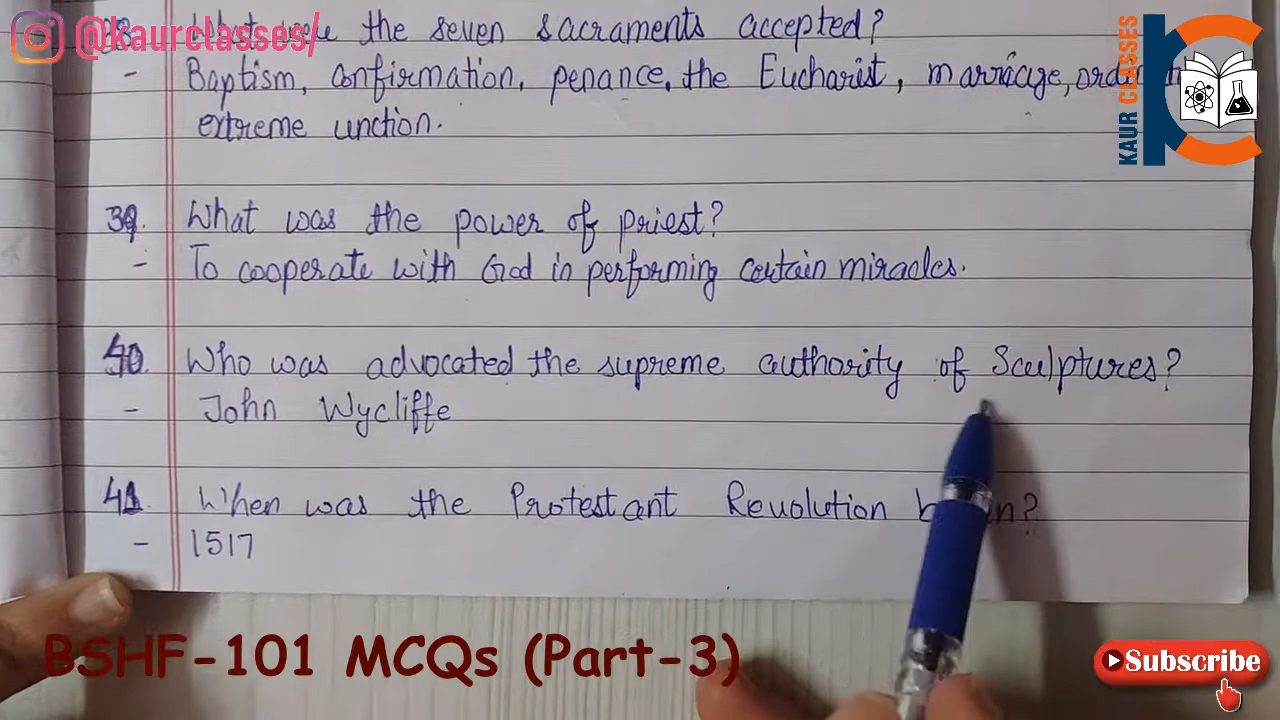 @kaurclasses/
the seven sacraments accepted?
- Baptism, confirmation, penance, the Eucharist, marriage,
extreme unction.
39. What was the power of priest?
- To cooperate with God in performing certain miracles.
40. Who was advocated the supreme authority of Sculptures?
- John Wycliffe
41. When was the Protestant Revolution
- 1517
KAUR CLASSES
BSHF-101 MCQs (Part-3)
Subscribe